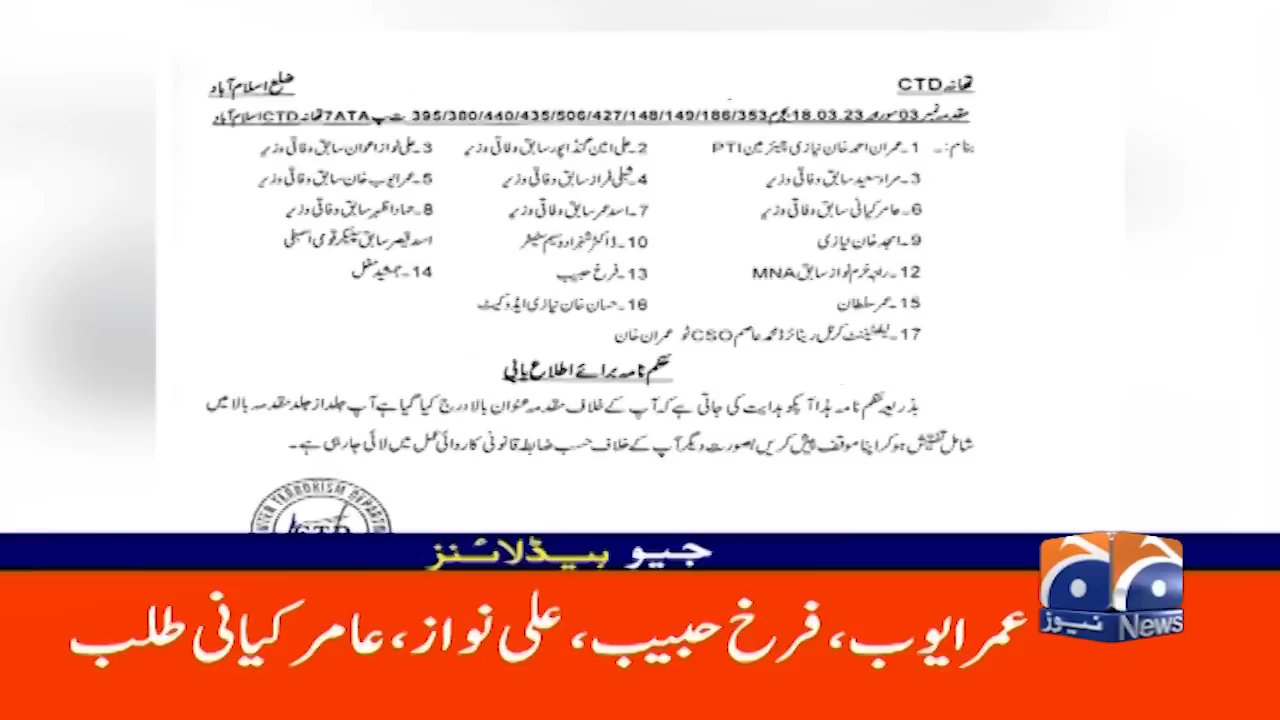 تھانہ CTD ضلع اسلام آباد
مقدمہ نمبر 03 مورخہ 18.03.23 بجرم 395/380/440/435/506/427/148/149/186/353 ت پ 7ATA تھانہ CTD اسلام آباد
بنام:۔ 1۔ عمران احمد خان نیازی چیئرمین PTI 2۔ علی امین گنڈاپور سابق وفاقی وزیر 3۔ علی نواز اعوان سابق وفاقی وزیر
3۔ مراد سعید سابق وفاقی وزیر 4۔ شبلی فراز سابق وفاقی وزیر 5۔ عمر ایوب خان سابق وفاقی وزیر
6۔ عامر کیانی سابق وفاقی وزیر 7۔ اسد عمر سابق وفاقی وزیر 8۔ حماد اظہر سابق وفاقی وزیر
9۔ امجد خان نیازی 10۔ ڈاکٹر شہزاد وسیم سنیٹر اسد قیصر سابق سپیکر قومی اسمبلی
12۔ راجہ خرم نواز سابق MNA 13۔ فرخ حبیب 14۔ جمشید مغل
15۔ عمر سلطان 16۔ حسان خان نیازی ایڈوکیٹ
17۔ لیفٹیننٹ کرنل ریٹائرڈ محمد عاصم CSO ٹو عمران خان
حکم نامہ برائے اطلاع یابی
بذریعہ حکم نامہ ہذا آپکو ہدایت کی جاتی ہے کہ آپ کے خلاف مقدمہ عنوان بالا درج کیا گیا ہے آپ جلد از جلد مقدمہ بالا میں
شامل تفتیش ہو کر اپنا موقف پیش کریں بصورت دیگر آپ کے خلاف حسب ضابطہ قانونی کاروائی عمل میں لائی جا رہی ہے۔
TERRORISM
CTD
جیو ہیڈلائنز
عمر ایوب، فرخ حبیب، علی نواز، عامر کیانی طلب
نیوز News